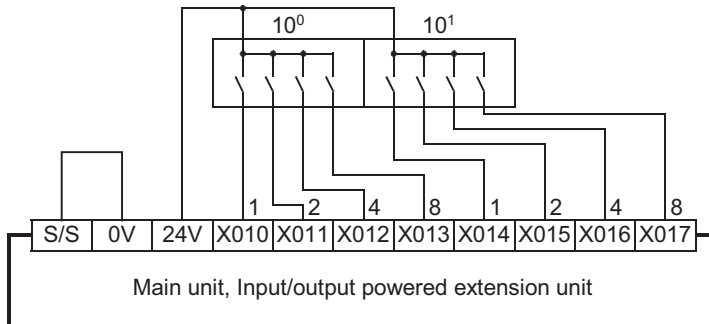 10⁰ 10¹
1 2 4 8 1 2 4 8
S/S 0V 24V X010 X011 X012 X013 X014 X015 X016 X017
Main unit, Input/output powered extension unit